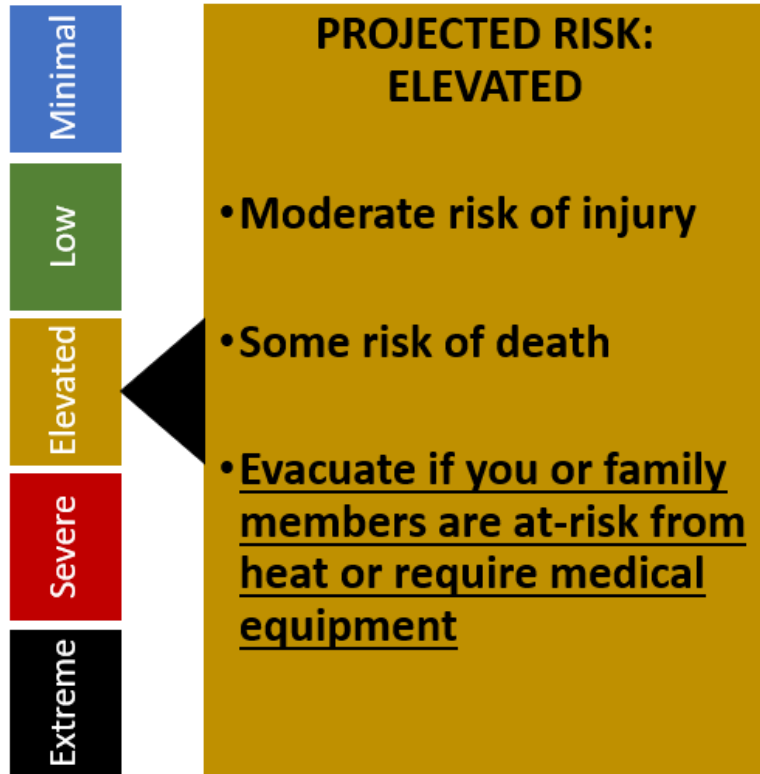 Minimal
Low
Elevated
Severe
Extreme
PROJECTED RISK:
ELEVATED
•Moderate risk of injury
•Some risk of death
•Evacuate if you or family
members are at-risk from
heat or require medical
equipment